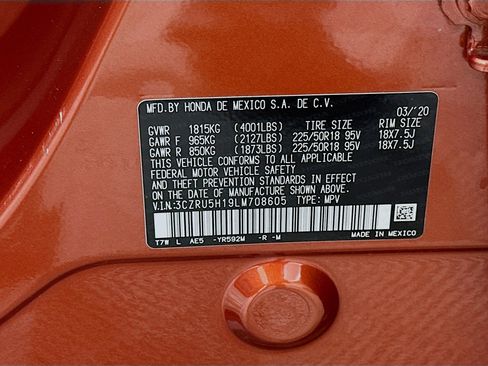 MFD.BY HONDA DE MEXICO S.A. DE C.V.
03/'20
GVWR 1815KG (4001LBS) TIRE SIZE RIM SIZE
GAWR F 965KG (2127LBS) 225/50R18 95V 18X7.5J
GAWR R 850KG (1873LBS) 225/50R18 95V 18X7.5J
THIS VEHICLE CONFORMS TO ALL APPLICABLE
FEDERAL MOTOR VEHICLE SAFETY
STANDARDS IN EFFECT ON THE
DATE OF MANUFACTURE SHOWN ABOVE.
V.I.N:3CZRU5H19LM708605 TYPE: MPV
T7W L AE5 -YR592M -R -M MADE IN MEXICO